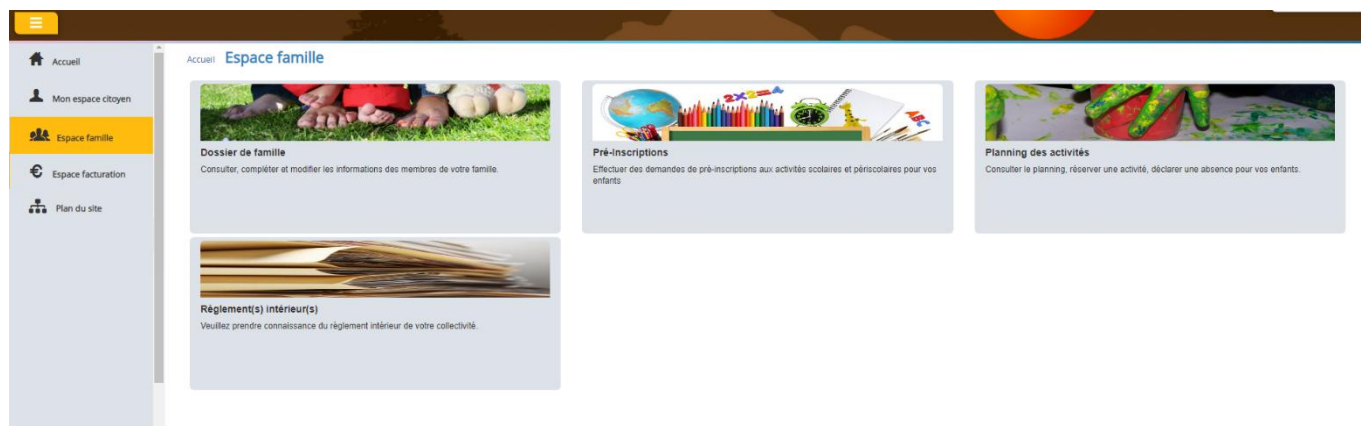 Accueil
Mon espace citoyen
Espace famille
Espace facturation
Plan du site
Accueil Espace famille
Dossier de famille
Consulter, compléter et modifier les informations des membres de votre famille.
2x2=4
ABC
Pré-Inscriptions
Effectuer des demandes de pré-inscriptions aux activités scolaires et périscolaires pour vos
enfants
Planning des activités
Consulter le planning, réserver une activité, déclarer une absence pour vos enfants.
Règlement(s) intérieur(s)
Veuillez prendre connaissance du règlement intérieur de votre collectivité.